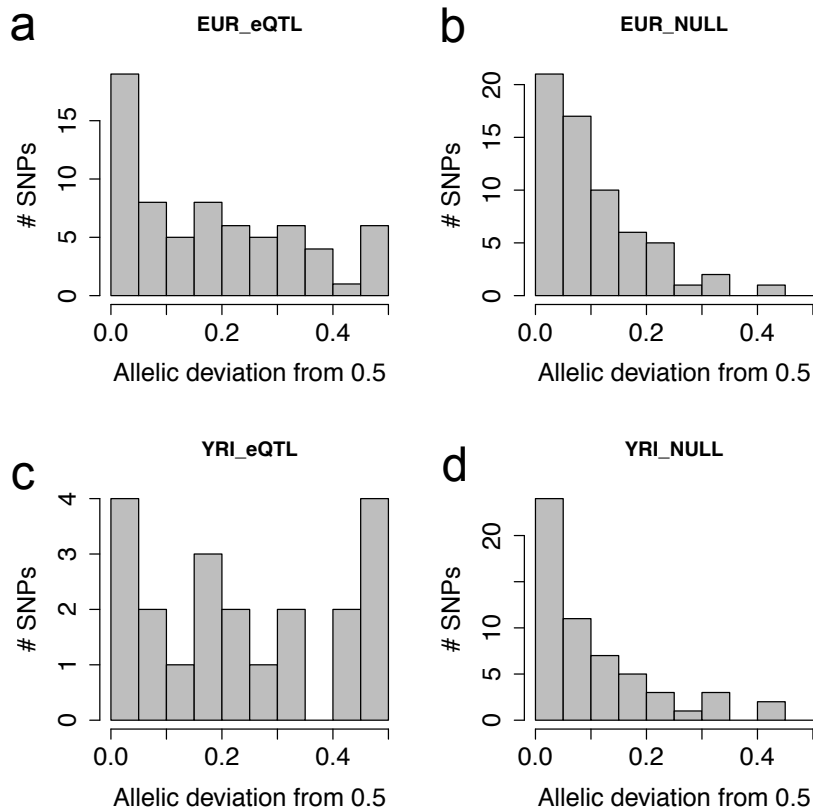 a
EUR_eQTL
# SNPs
15
10
5
0
0.0 0.2 0.4
Allelic deviation from 0.5
b
EUR_NULL
# SNPs
20
15
10
5
0
0.0 0.2 0.4
Allelic deviation from 0.5
c
YRI_eQTL
# SNPs
4
3
2
1
0
0.0 0.2 0.4
Allelic deviation from 0.5
d
YRI_NULL
# SNPs
20
10
5
0
0.0 0.2 0.4
Allelic deviation from 0.5